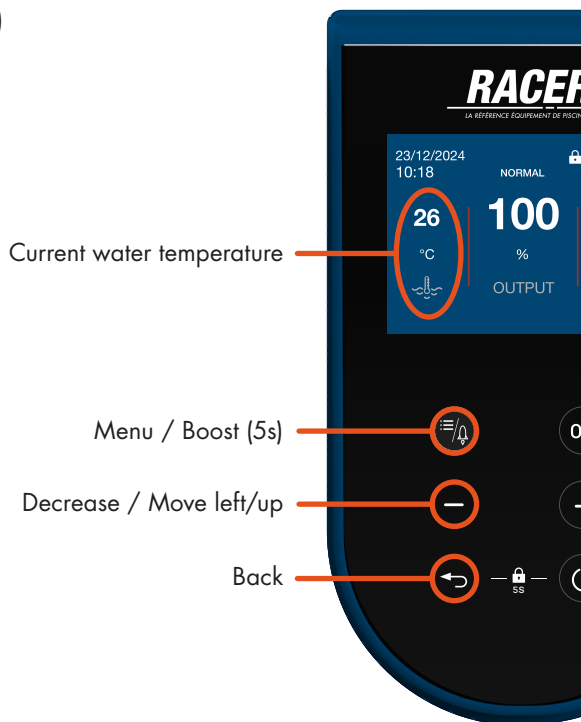 RACER
LA RÉFÉRENCE ÉQUIPEMENT DE PISCIN
23/12/2024
10:18
NORMAL
26
100
°C
%
OUTPUT
Current water temperature
Menu / Boost (5s)
Decrease / Move left/up
Back
5S